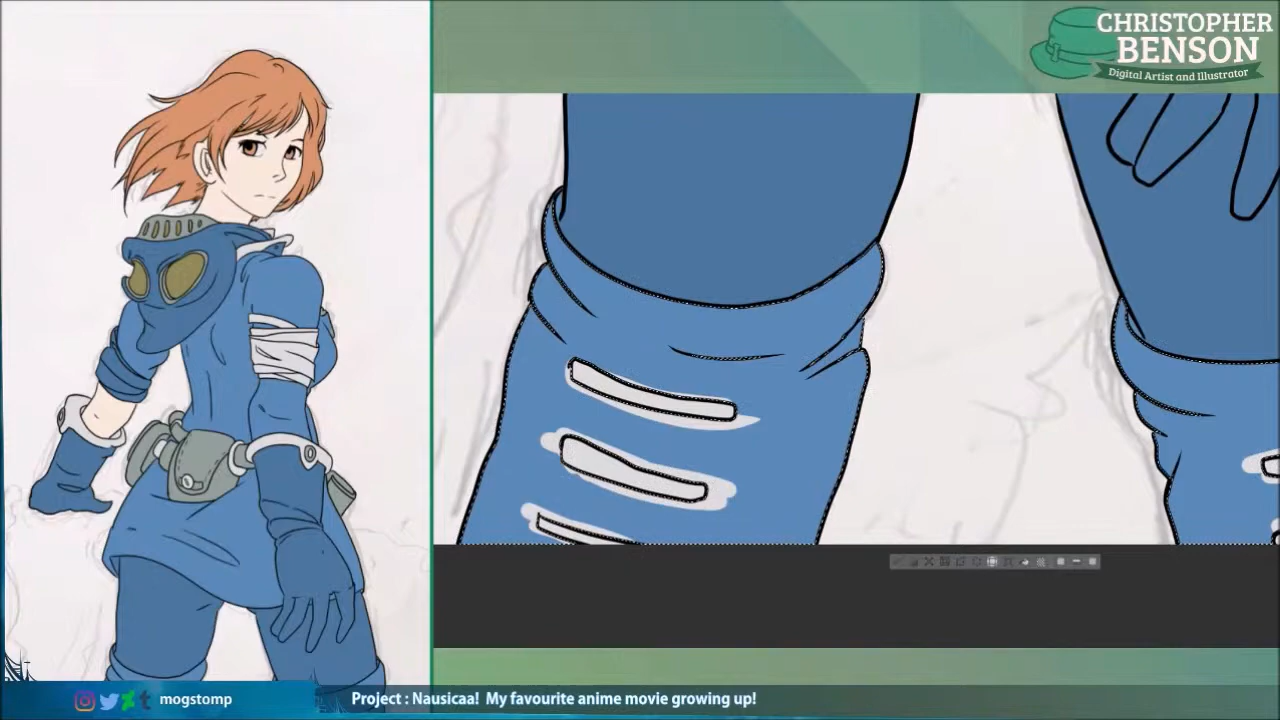 CHRISTOPHER
BENSON
Digital Artist and Illustrator
mogstomp
Project : Nausicaa! My favourite anime movie growing up!